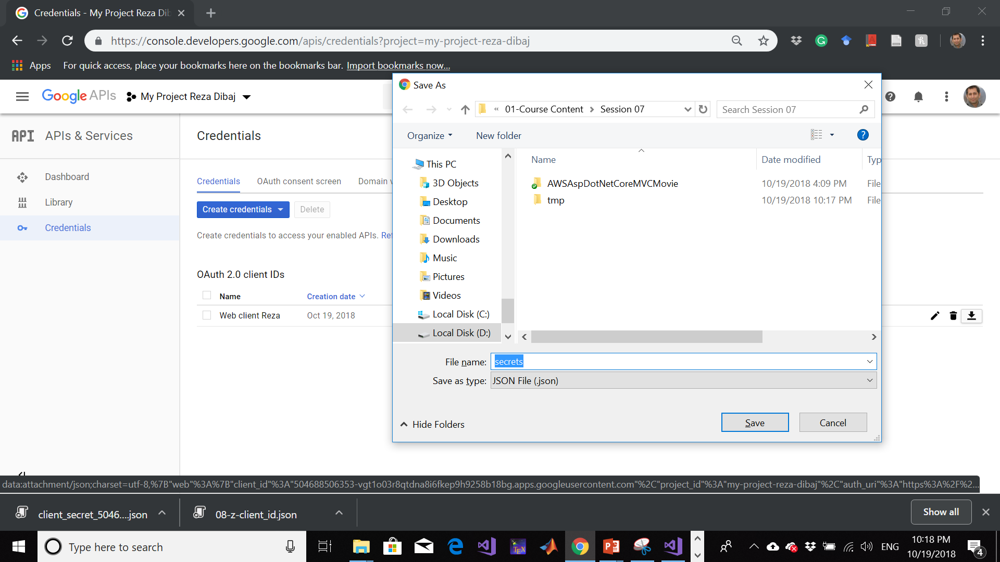 Credentials - My Project Reza Dib
https://console.developers.google.com/apis/credentials?project=my-project-reza-dibaj
Apps
For quick access, place your bookmarks here on the bookmarks bar. Import bookmarks now...
Google APIs
My Project Reza Dibaj
API
APIs & Services
Dashboard
Library
Credentials
Credentials
Credentials
OAuth consent screen
Domain v
Create credentials
Delete
Create credentials to access your enabled APIs. Ref
OAuth 2.0 client IDs
Name
Creation date
Web client Reza
Oct 19, 2018
Save As
« 01-Course Content > Session 07
Search Session 07
Organize
New folder
This PC
3D Objects
Desktop
Documents
Downloads
Music
Pictures
Videos
Local Disk (C:)
Local Disk (D:)
Name
Date modified
Typ
AWSAspDotNetCoreMVCMovie
10/19/2018 4:09 PM
File
tmp
10/19/2018 10:17 PM
File
File name:
secrets
Save as type:
JSON File (.json)
Hide Folders
Save
Cancel
data:attachment/json;charset=utf-8,%7B"web"%3A%7B"client_id"%3A"504688506353-vgt1o03r8qtdna8i6fkep9h9258b18bg.apps.googleusercontent.com"%2C"project_id"%3A"my-project-reza-dibaj"%2C"auth_uri"%3A"https%3A%2F%2...
client_secret_5046....json
08-z-client_id.json
Show all
Type here to search
TEX
ENG
10:18 PM
10/19/2018
4